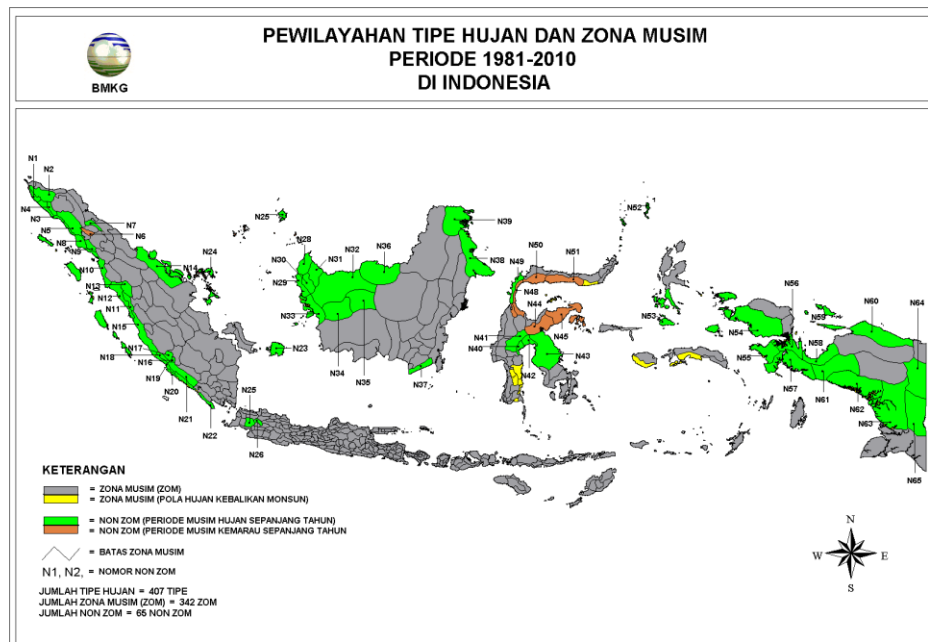 PEWILAYAHAN TIPE HUJAN DAN ZONA MUSIM
PERIODE 1981-2010
DI INDONESIA
BMKG
N1
N2
N4
N3
N5
N7
N6
N8
N9
N10
N13
N12
N11
N15
N17
N18
N16
N19
N20
N21
N22
N14
N24
N25
N28
N30
N31
N32
N36
N29
N33
N34
N35
N23
N25
N26
N39
N38
N37
N52
N49
N50
N51
N48
N44
N41
N40
N45
N43
N42
N53
N54
N56
N59
N60
N64
N55
N58
N57
N61
N62
N63
N65
KETERANGAN
= ZONA MUSIM (ZOM)
= ZONA MUSIM (POLA HUJAN KEBALIKAN MONSUN)
= NON ZOM (PERIODE MUSIM HUJAN SEPANJANG TAHUN)
= NON ZOM (PERIODE MUSIM KEMARAU SEPANJANG TAHUN
= BATAS ZONA MUSIM
N1, N2, = NOMOR NON ZOM
JUMLAH TIPE HUJAN = 407 TIPE
JUMLAH ZONA MUSIM (ZOM) = 342 ZOM
JUMLAH NON ZOM = 65 NON ZOM
N
W E
S